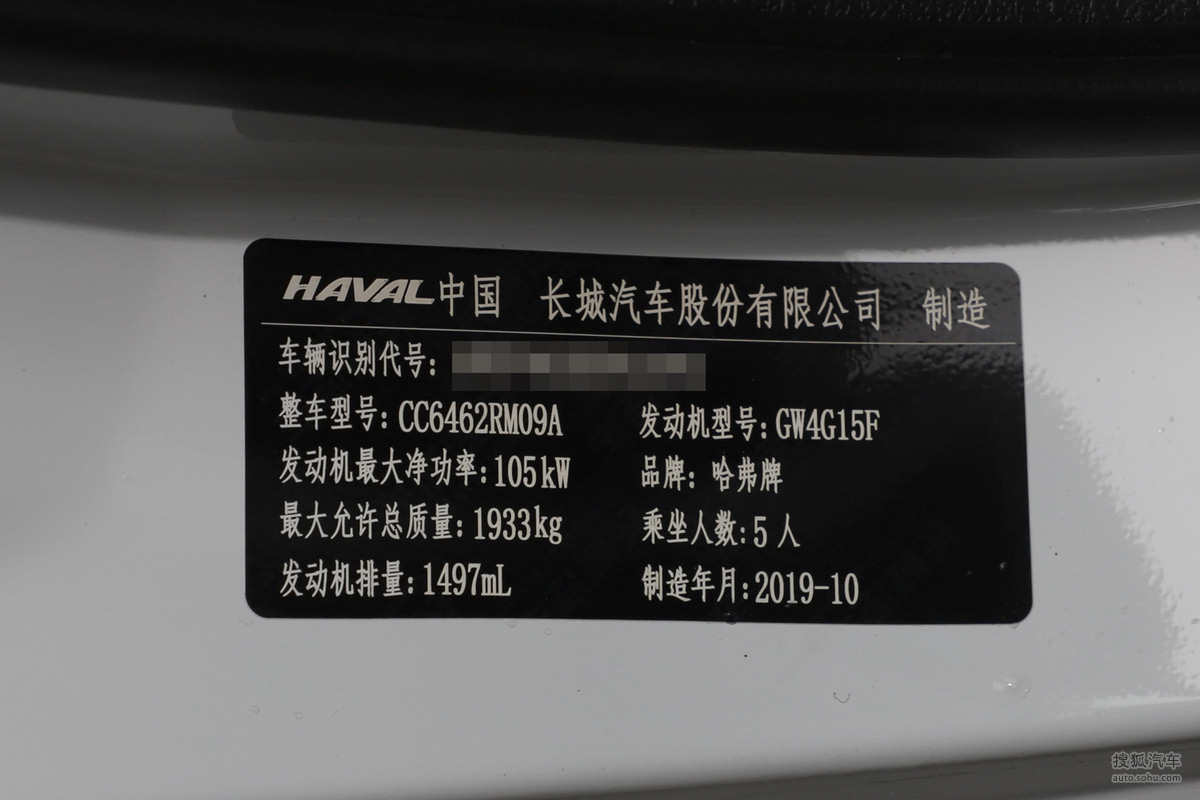 HAVAL中国 长城汽车股份有限公司 制造
车辆识别代号:
整车型号:CC6462RM09A 发动机型号:GW4G15F
发动机最大净功率:105kW 品牌:哈弗牌
最大允许总质量:1933kg 乘坐人数:5人
发动机排量:1497mL 制造年月:2019-10
搜狐汽车
auto.sohu.com